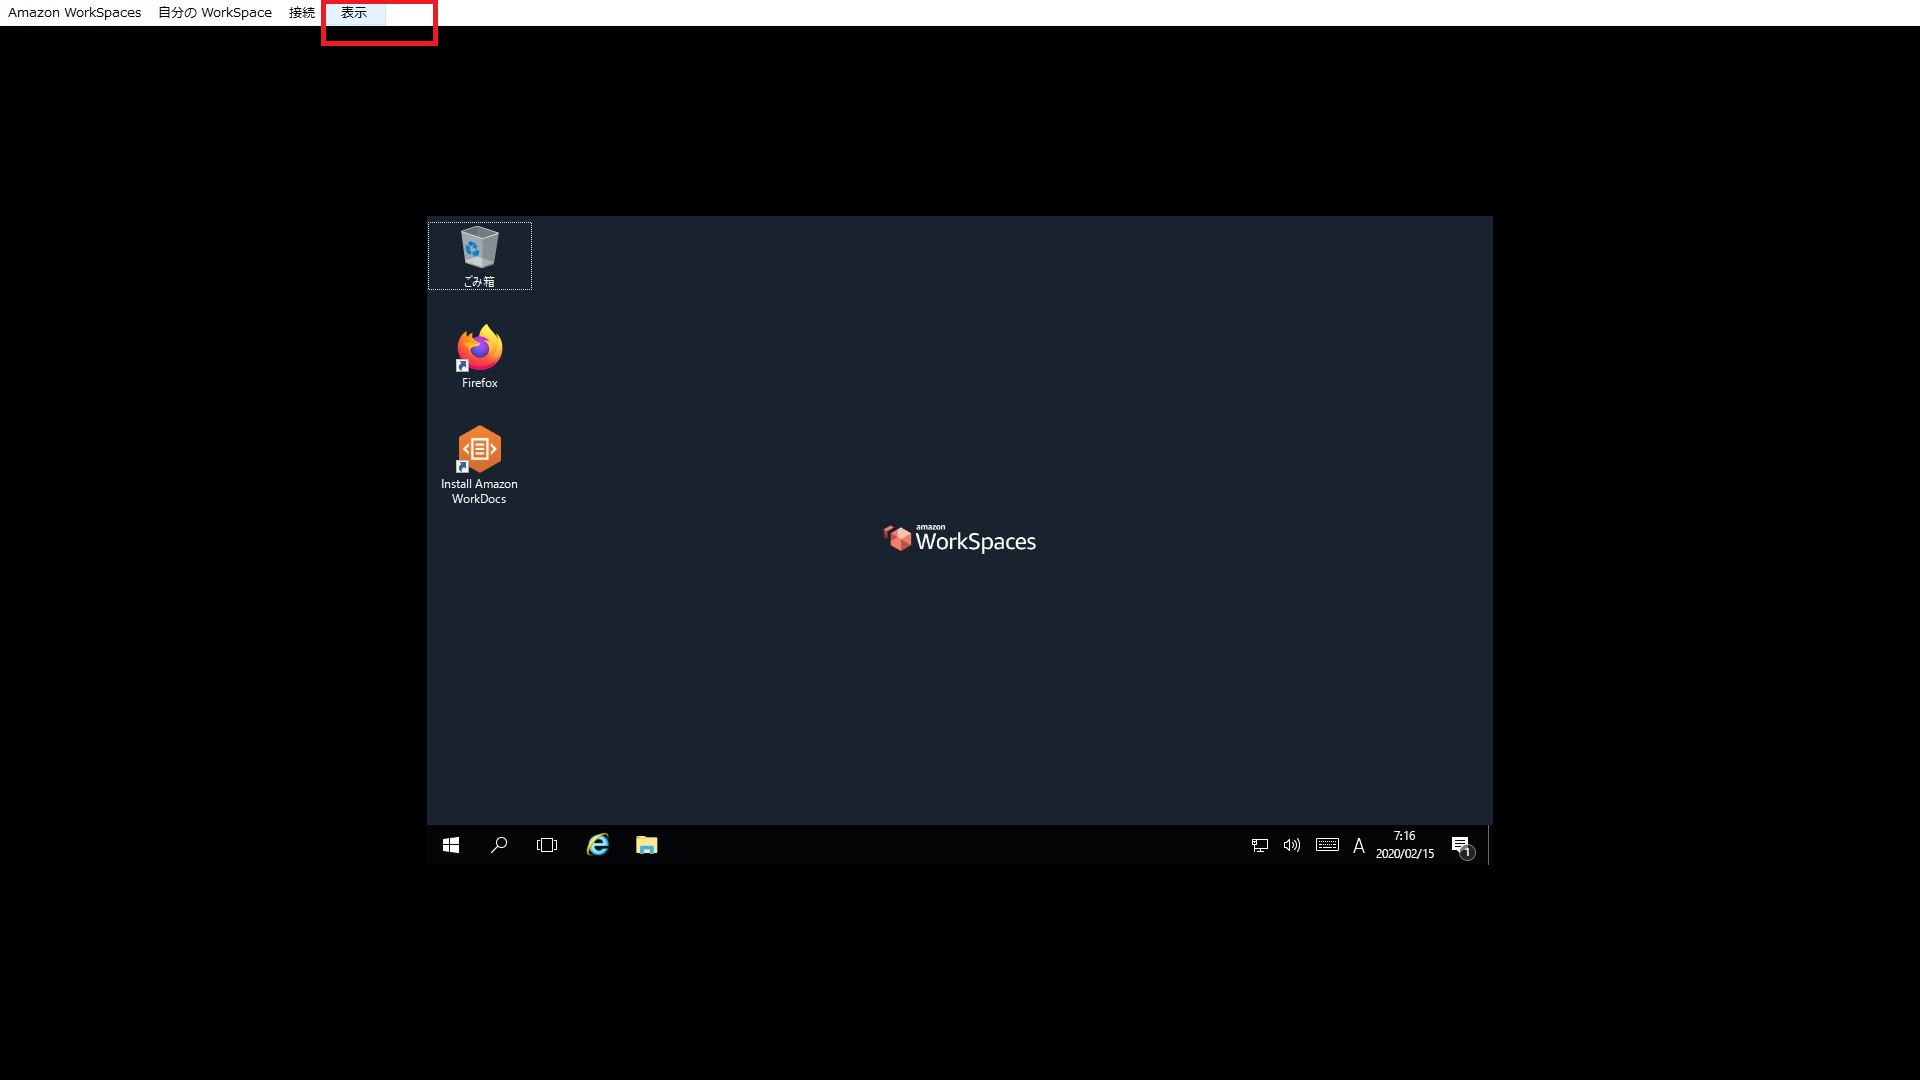 Amazon WorkSpaces 自分の WorkSpace 接続 表示
ごみ箱
Firefox
Install Amazon
WorkDocs
amazon
WorkSpaces
A
7:16
2020/02/15
1